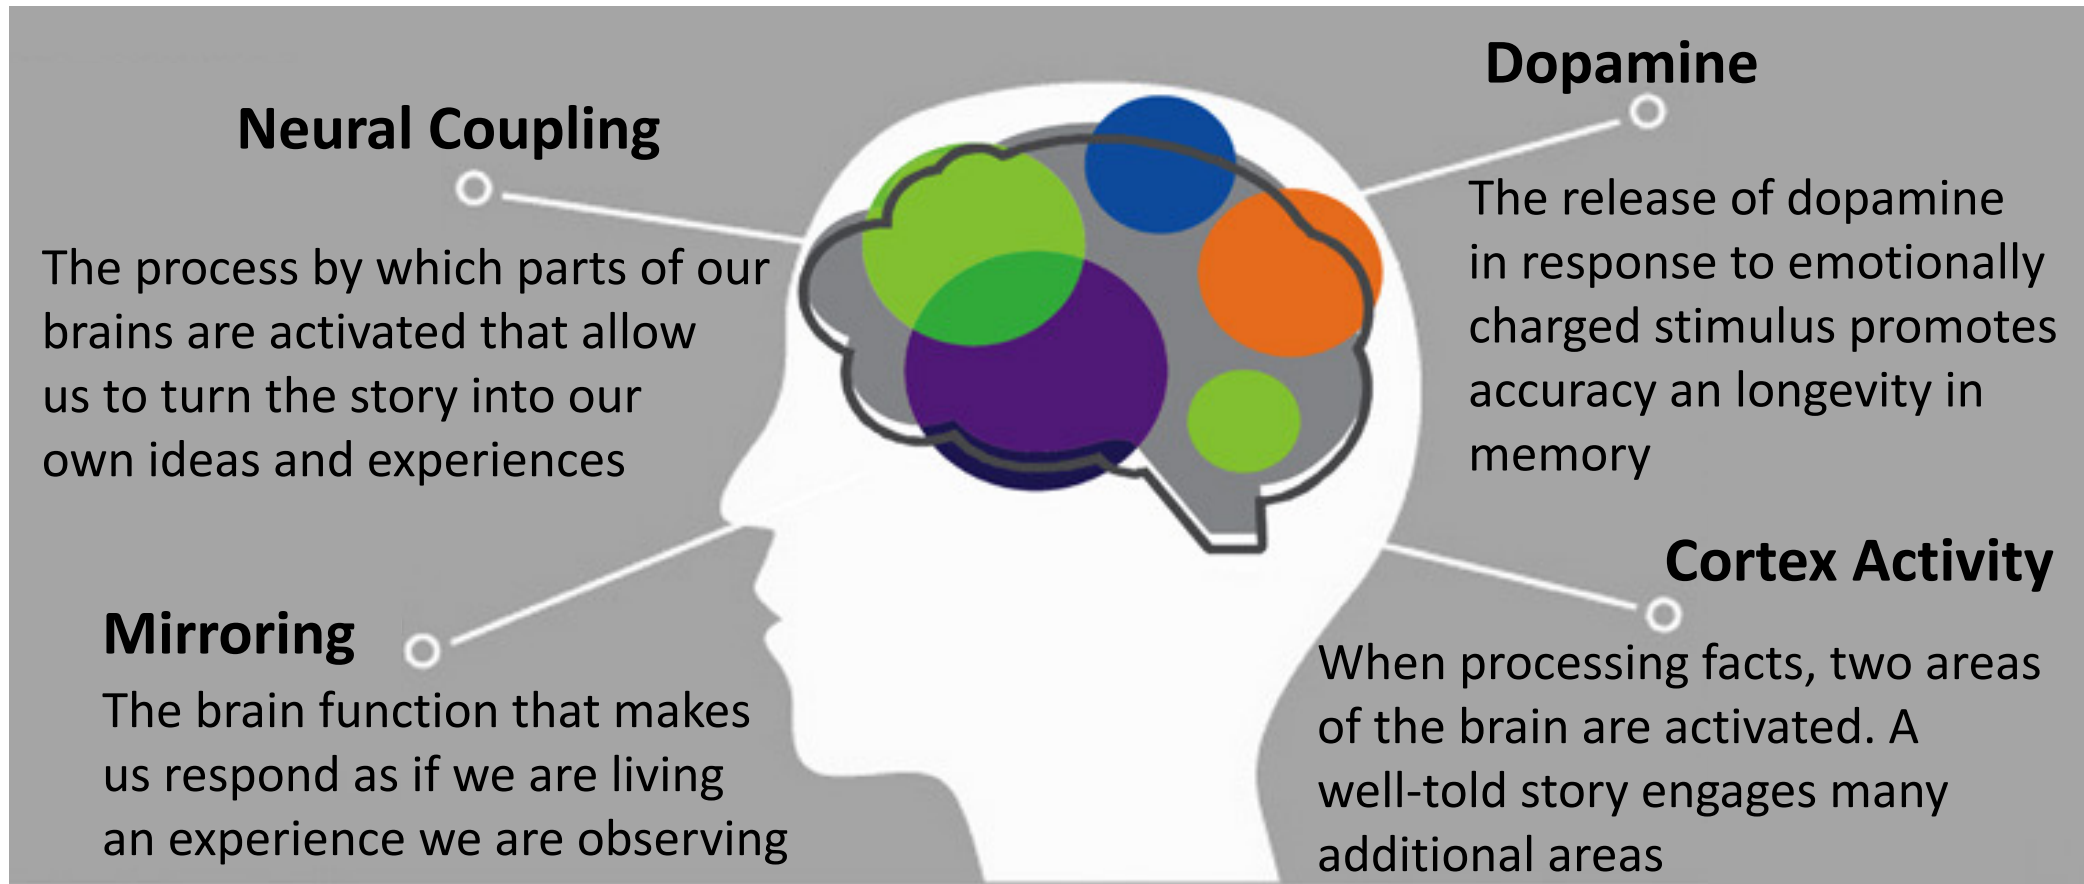 Neural Coupling
The process by which parts of our
brains are activated that allow
us to turn the story into our
own ideas and experiences
Mirroring
The brain function that makes
us respond as if we are living
an experience we are observing
Dopamine
The release of dopamine
in response to emotionally
charged stimulus promotes
accuracy an longevity in
memory
Cortex Activity
When processing facts, two areas
of the brain are activated. A
well-told story engages many
additional areas